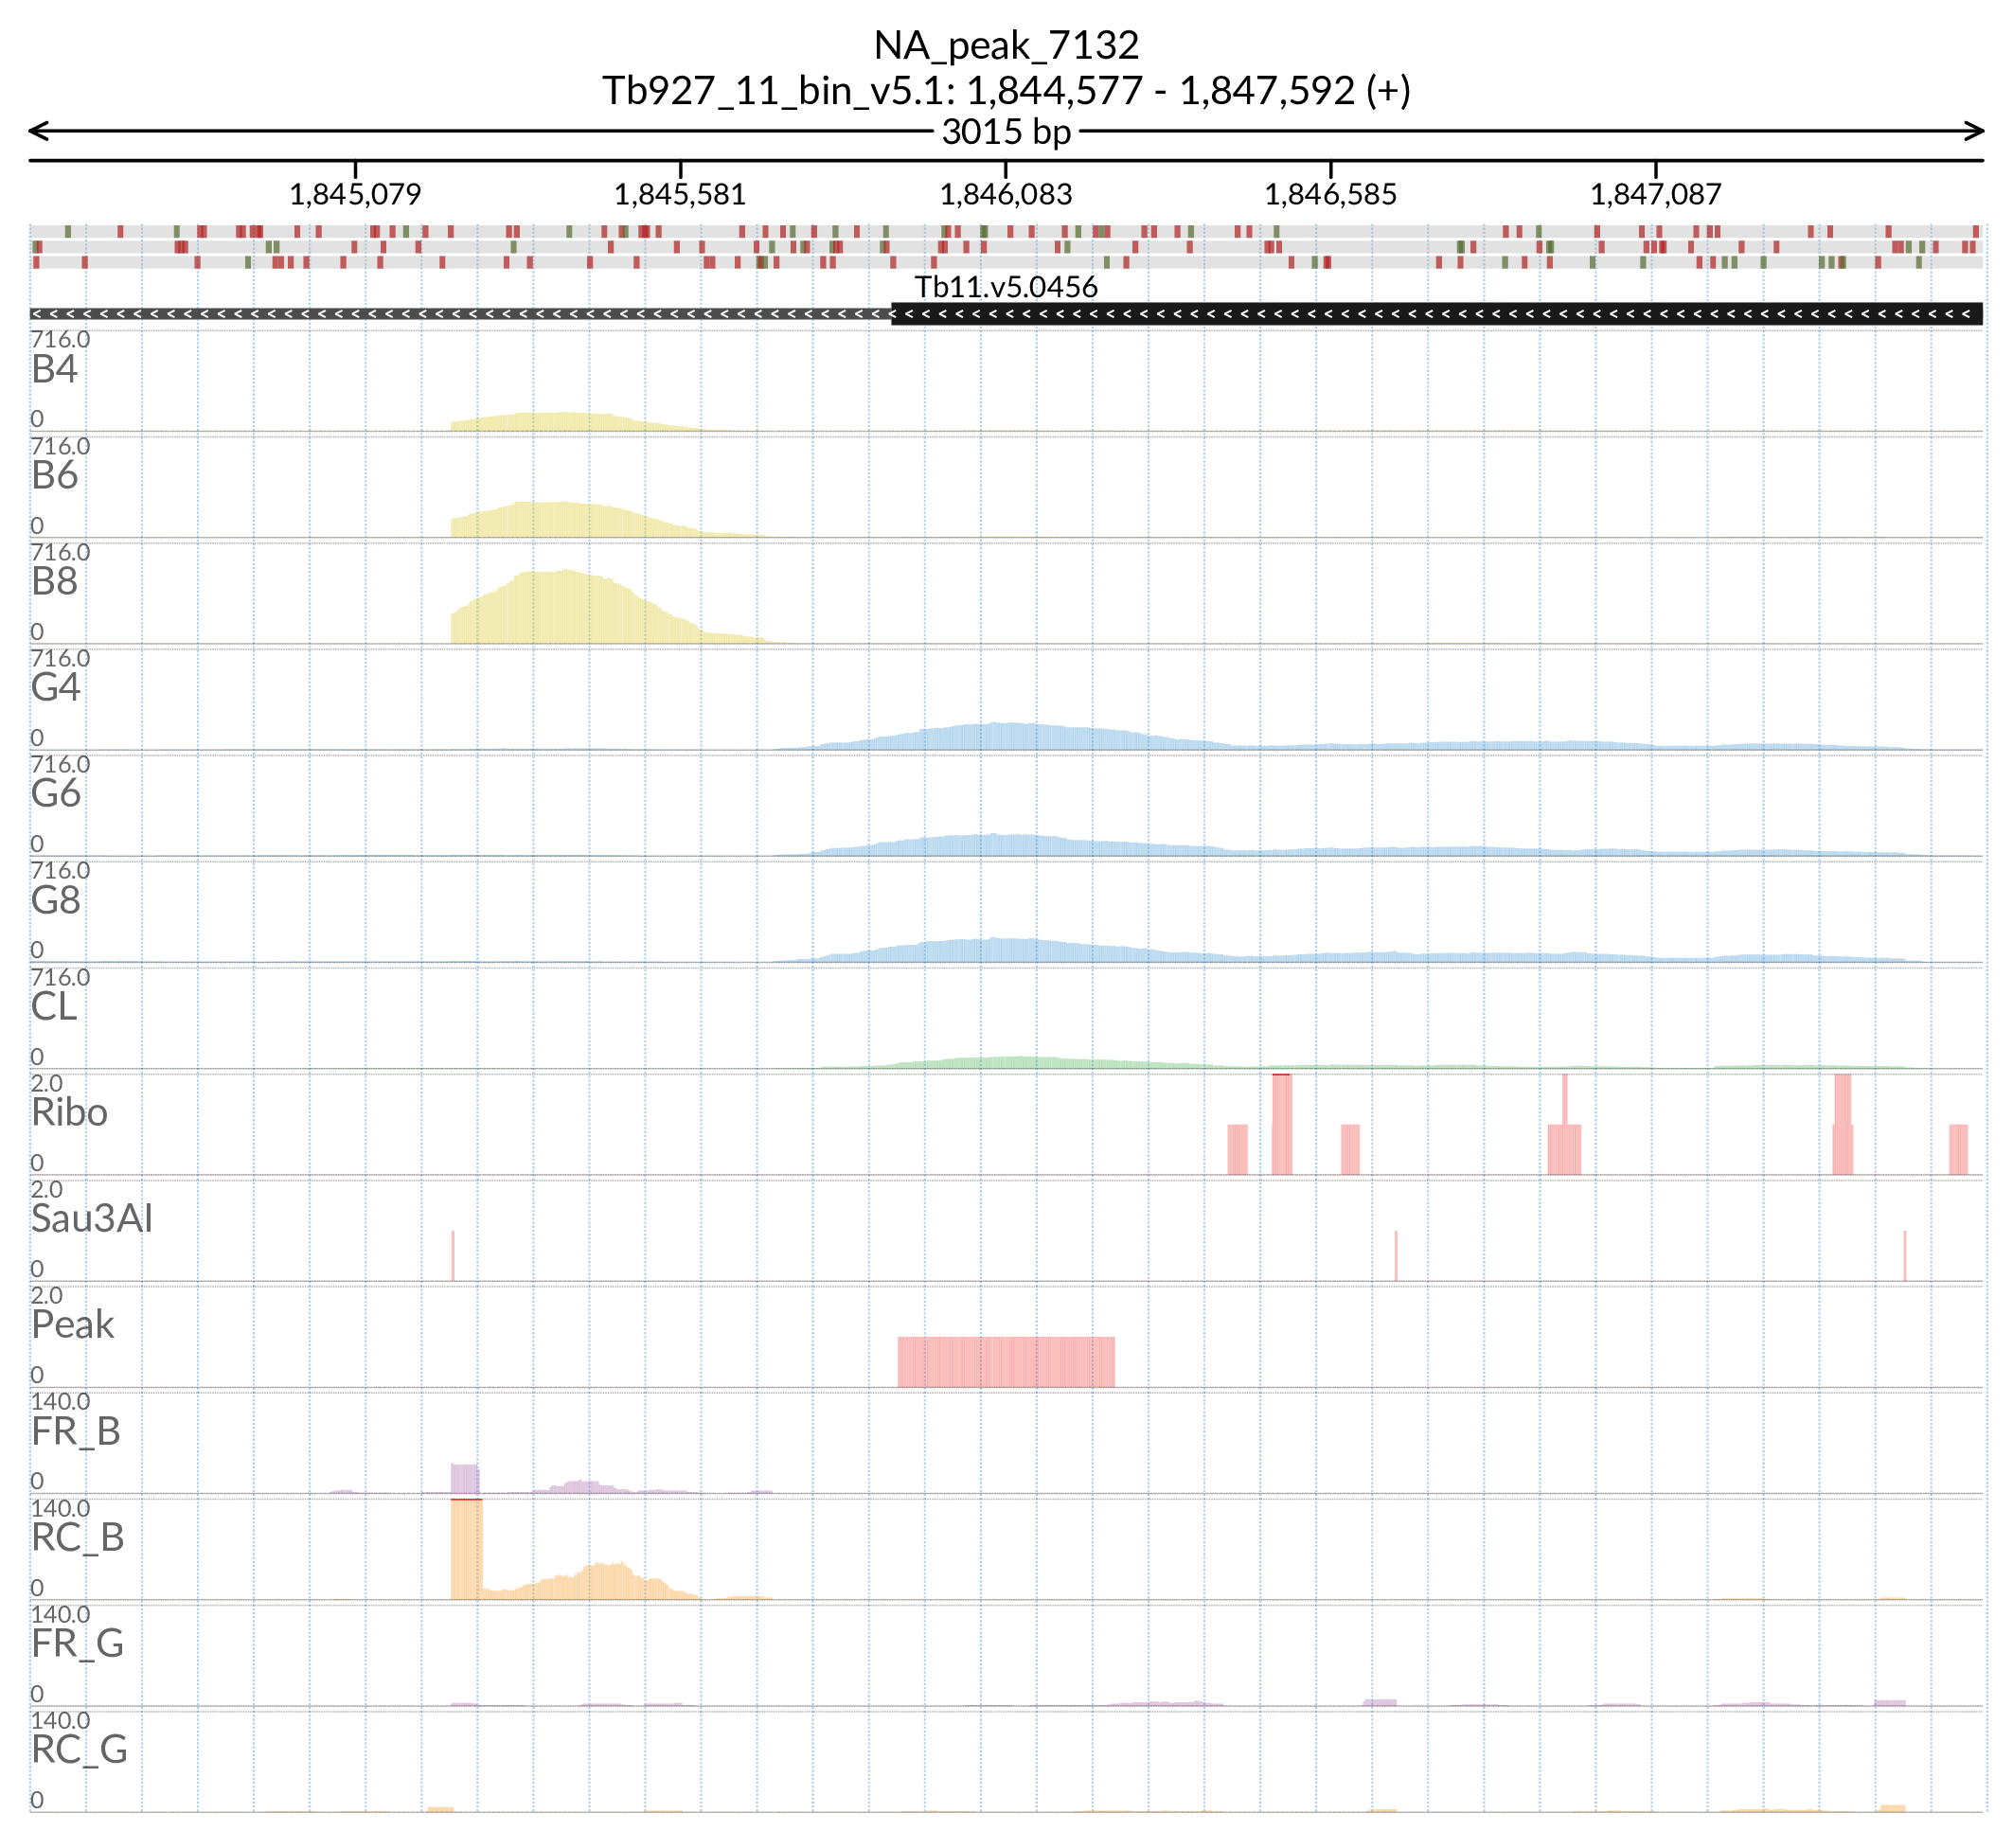 NA_peak_7132
Tb927_11_bin_v5.1: 1,844,577 - 1,847,592 (+)
3015 bp
1,845,079 1,845,581 1,846,083 1,846,585 1,847,087
Tb11.v5.0456
716.0
B4
0
716.0
B6
0
716.0
B8
0
716.0
G4
0
716.0
G6
0
716.0
G8
0
716.0
CL
0
2.0
Ribo
0
2.0
Sau3AI
0
2.0
Peak
0
140.0
FR_B
0
140.0
RC_B
0
140.0
FR_G
0
140.0
RC_G
0